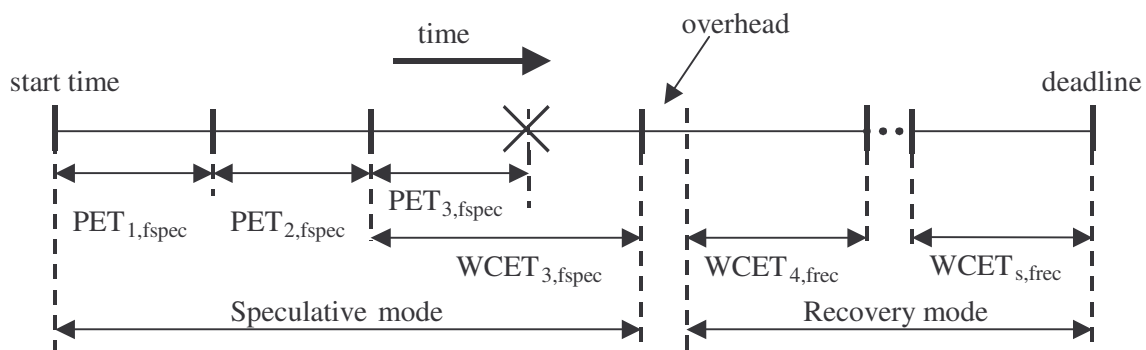 overhead
time
start time
deadline
PET1,fspec
PET2,fspec
PET3,fspec
WCET3,fspec
WCET4,frec
WCETs,frec
Speculative mode
Recovery mode